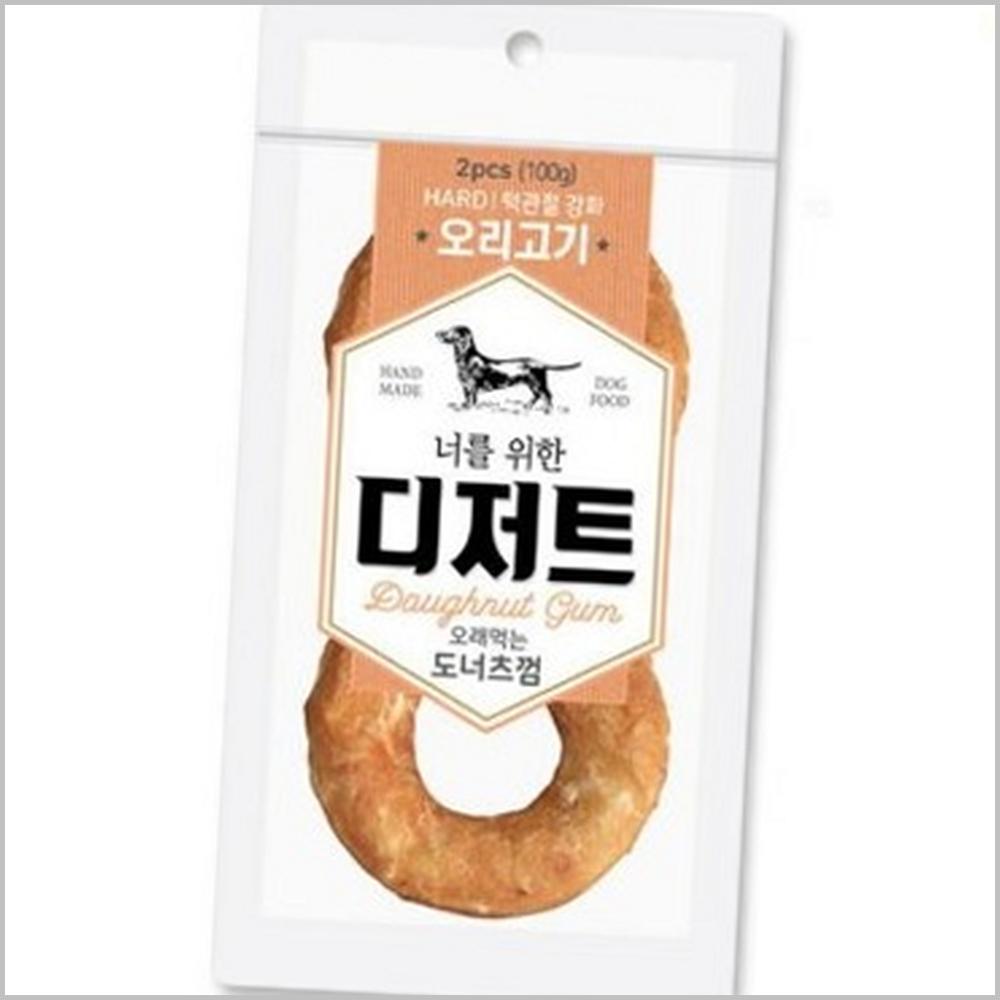 2pcs (100g)
HARD! 턱관절 강화
오리고기
HAND
MADE
DOG
FOOD
너를 위한
디저트
Daughnut Gum
오래먹는
도너츠껌